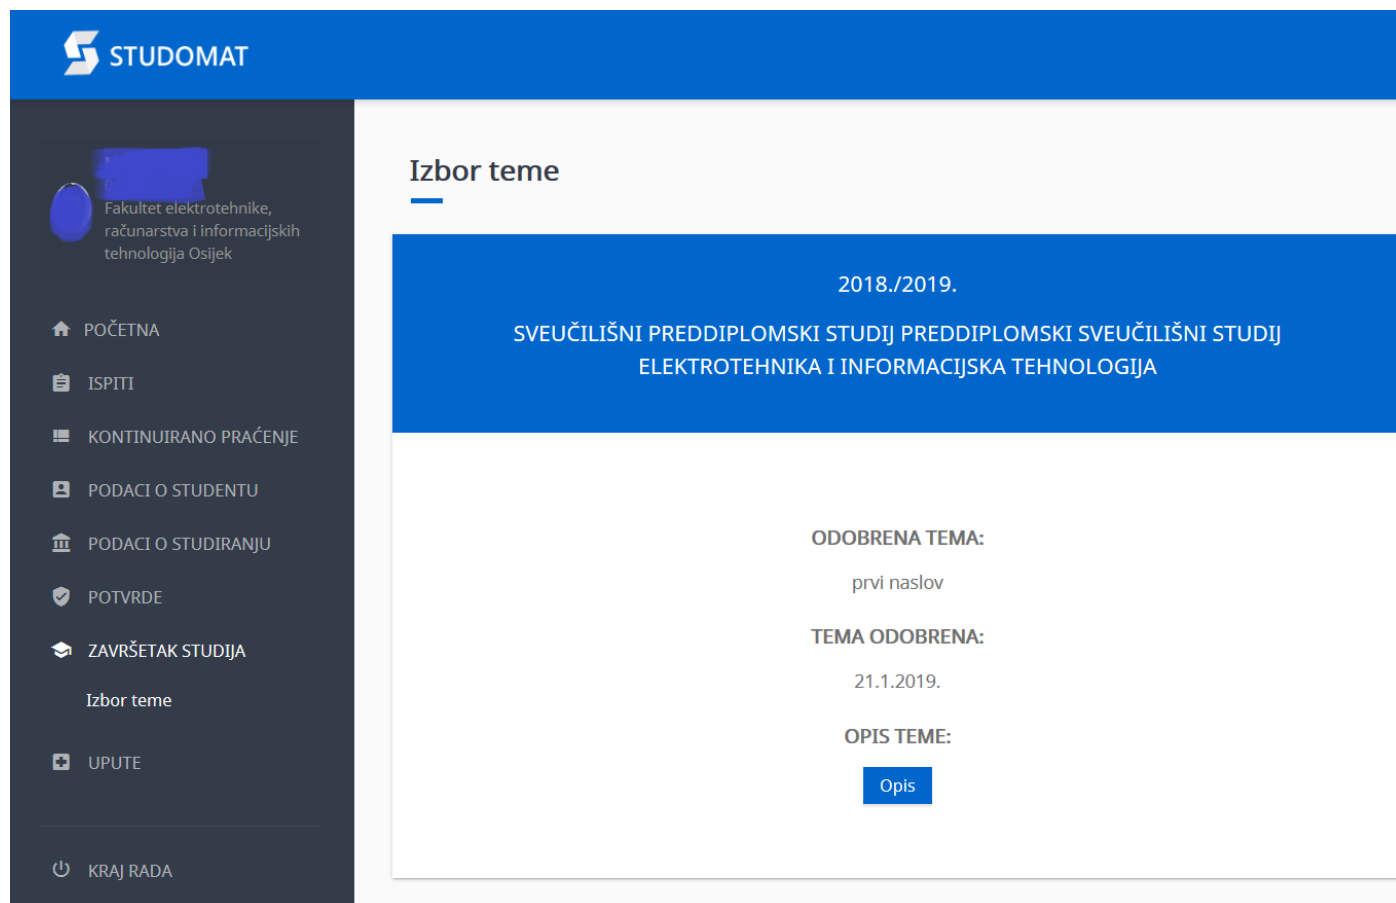 STUDOMAT
Fakultet elektrotehnike,
računarstva i informacijskih
tehnologija Osijek
POČETNA
ISPITI
KONTINUIRANO PRAĆENJE
PODACI O STUDENTU
PODACI O STUDIRANJU
POTVRDE
ZAVRŠETAK STUDIJA
Izbor teme
UPUTE
KRAJ RADA
Izbor teme
2018./2019.
SVEUČILIŠNI PREDDIPLOMSKI STUDIJ PREDDIPLOMSKI SVEUČILIŠNI STUDIJ
ELEKTROTEHNIKA I INFORMACIJSKA TEHNOLOGIJA
ODOBRENA TEMA:
prvi naslov
TEMA ODOBRENA:
21.1.2019.
OPIS TEME:
Opis